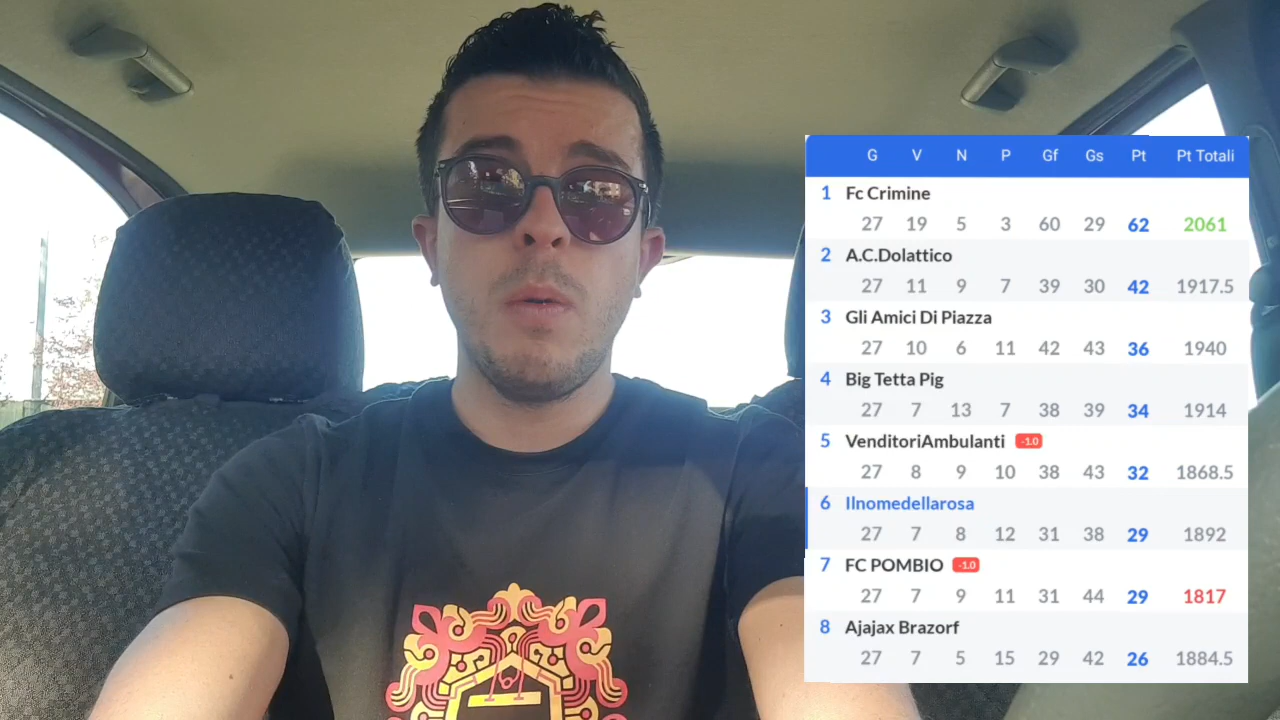 G V N P Gf Gs Pt Pt Totali
1 Fc Crimine
27 19 5 3 60 29 62 2061
2 A.C.Dolattico
27 11 9 7 39 30 42 1917.5
3 Gli Amici Di Piazza
27 10 6 11 42 43 36 1940
4 Big Tetta Pig
27 7 13 7 38 39 34 1914
5 VenditoriAmbulanti -1.0
27 8 9 10 38 43 32 1868.5
6 Ilnomedellarosa
27 7 8 12 31 38 29 1892
7 FC POMBIO -1.0
27 7 9 11 31 44 29 1817
8 Ajajax Brazorf
27 7 5 15 29 42 26 1884.5